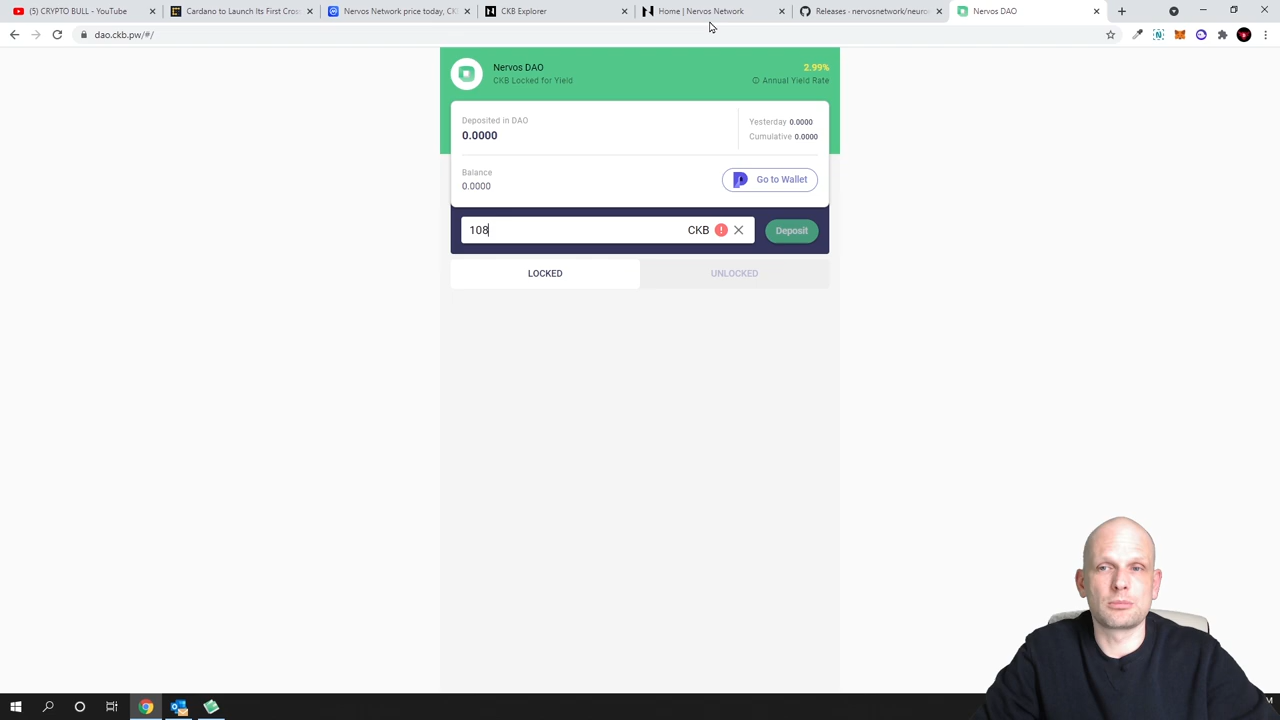 (5) CRYPTO BULL - YouTube
Cardano to Launch Its First Cros
Nervos Network price today, CK
CKB Explorer
Home | Nervos Network
Releases · nervosnetwork/neuro
Nervos DAO
dao.ckb.pw/#/
Nervos DAO
CKB Locked for Yield
2.99%
Annual Yield Rate
Deposited in DAO
0.0000
Yesterday 0.0000
Cumulative 0.0000
Balance
0.0000
Go to Wallet
108
CKB
Deposit
LOCKED
UNLOCKED